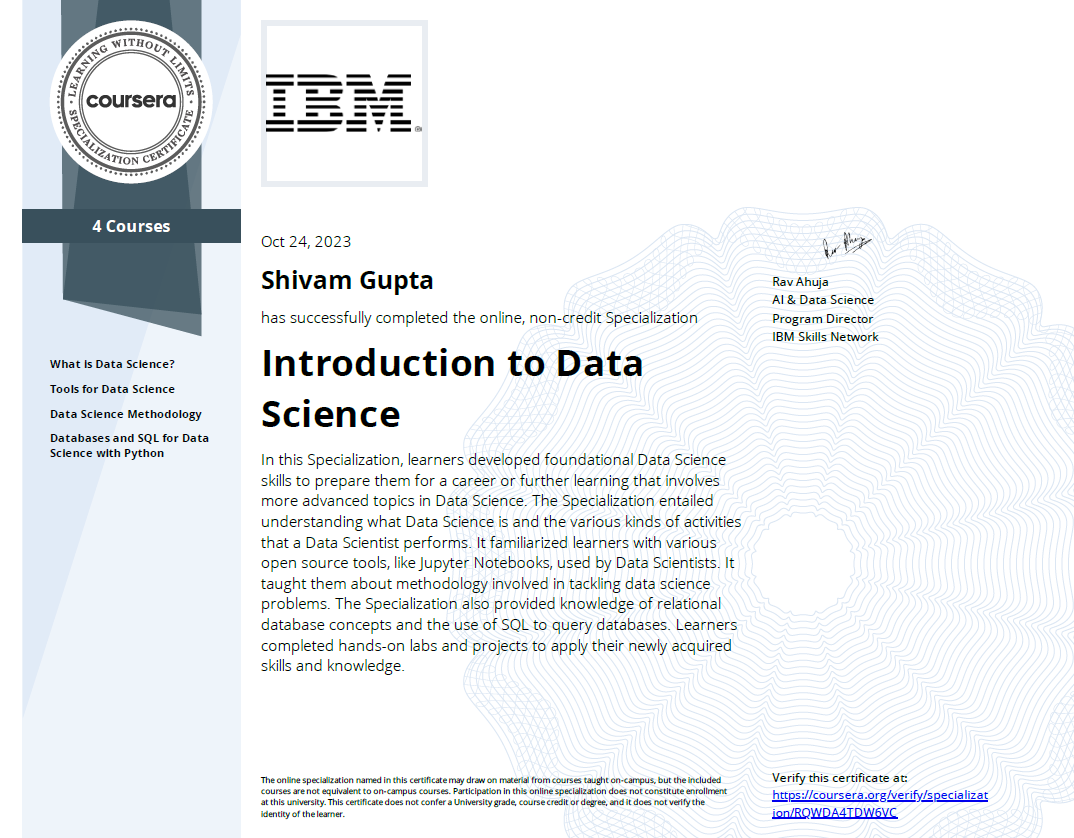 LEARNING WITHOUT LIMITS
coursera
SPECIALIZATION CERTIFICATE
IBM®
4 Courses
What is Data Science?
Tools for Data Science
Data Science Methodology
Databases and SQL for Data
Science with Python
Oct 24, 2023
Shivam Gupta
has successfully completed the online, non-credit Specialization
Introduction to Data
Science
In this Specialization, learners developed foundational Data Science
skills to prepare them for a career or further learning that involves
more advanced topics in Data Science. The Specialization entailed
understanding what Data Science is and the various kinds of activities
that a Data Scientist performs. It familiarized learners with various
open source tools, like Jupyter Notebooks, used by Data Scientists. It
taught them about methodology involved in tackling data science
problems. The Specialization also provided knowledge of relational
database concepts and the use of SQL to query databases. Learners
completed hands-on labs and projects to apply their newly acquired
skills and knowledge.
Rav Ahuja
Rav Ahuja
AI & Data Science
Program Director
IBM Skills Network
The online specialization named in this certificate may draw on material from courses taught on-campus, but the included
courses are not equivalent to on-campus courses. Participation in this online specialization does not constitute enrollment
at this university. This certificate does not confer a University grade, course credit or degree, and it does not verify the
identity of the learner.
Verify this certificate at:
https://coursera.org/verify/specializat
ion/RQWDA4TDW6VC